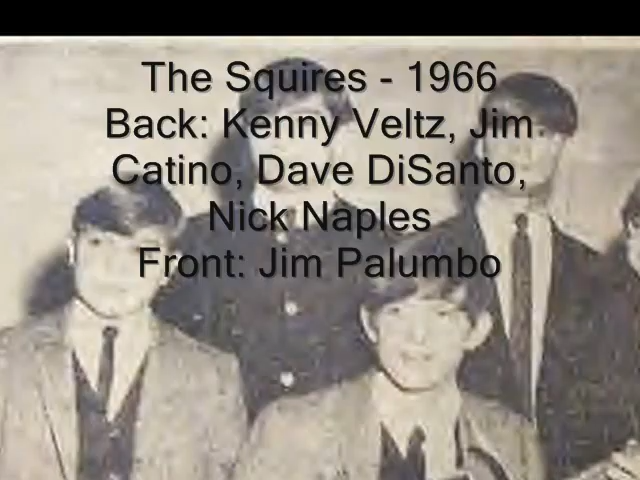 The Squires - 1966
Back: Kenny Veltz, Jim
Catino, Dave DiSanto,
Nick Naples
Front: Jim Palumbo